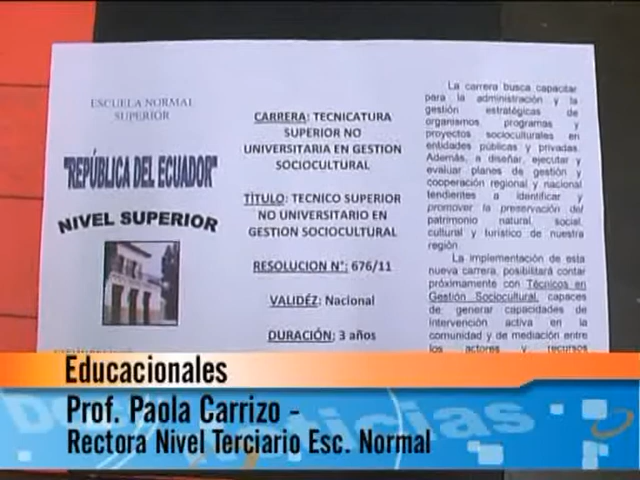 ESCUELA NORMAL
SUPERIOR
"REPÚBLICA DEL ECUADOR"
NIVEL SUPERIOR
CARRERA: TECNICATURA
SUPERIOR NO
UNIVERSITARIA EN GESTION
SOCIOCULTURAL
TÍTULO: TECNICO SUPERIOR
NO UNIVERSITARIO EN
GESTION SOCIOCULTURAL
RESOLUCION N°: 676/11
VALIDÉZ: Nacional
DURACIÓN: 3 años
La carrera busca capacitar
para la administración y la
gestión estratégicas de
organismos, programas y
proyectos socioculturales en
entidades públicas y privadas.
Además, a diseñar, ejecutar y
evaluar planes de gestión y
cooperación regional y nacional
tendientes a identificar y
promover la preservación del
patrimonio natural, social,
cultural y turístico de nuestra
región.
La implementación de esta
nueva carrera, posibilitará contar
próximamente con Técnicos en
Gestión Sociocultural, capaces
de generar capacidades de
intervención activa en la
comunidad y de mediación entre
los actores y recursos
Educacionales
Prof. Paola Carrizo -
Rectora Nivel Terciario Esc. Normal
noticias